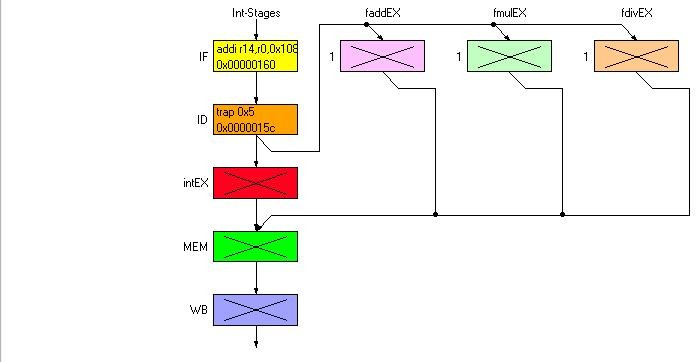 Int-Stages
faddEX
fmulEX
fdivEX
IF
addi r14,r0,0x108
0x00000160
1
1
1
ID
trap 0x5
0x0000015c
intEX
MEM
WB